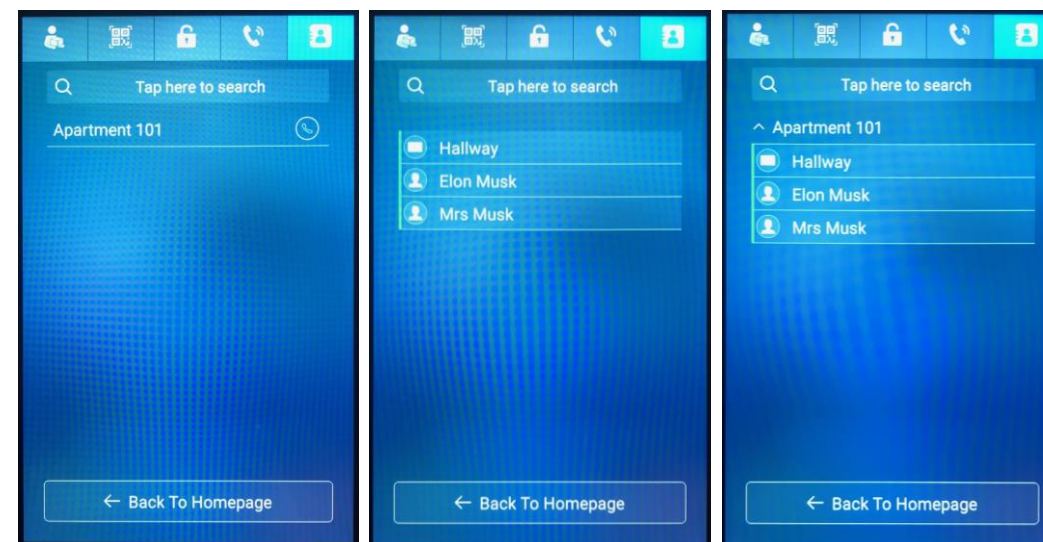 Tap here to search
Apartment 101
Back To Homepage
Tap here to search
Hallway
Elon Musk
Mrs Musk
Back To Homepage
Tap here to search
Apartment 101
Hallway
Elon Musk
Mrs Musk
Back To Homepage